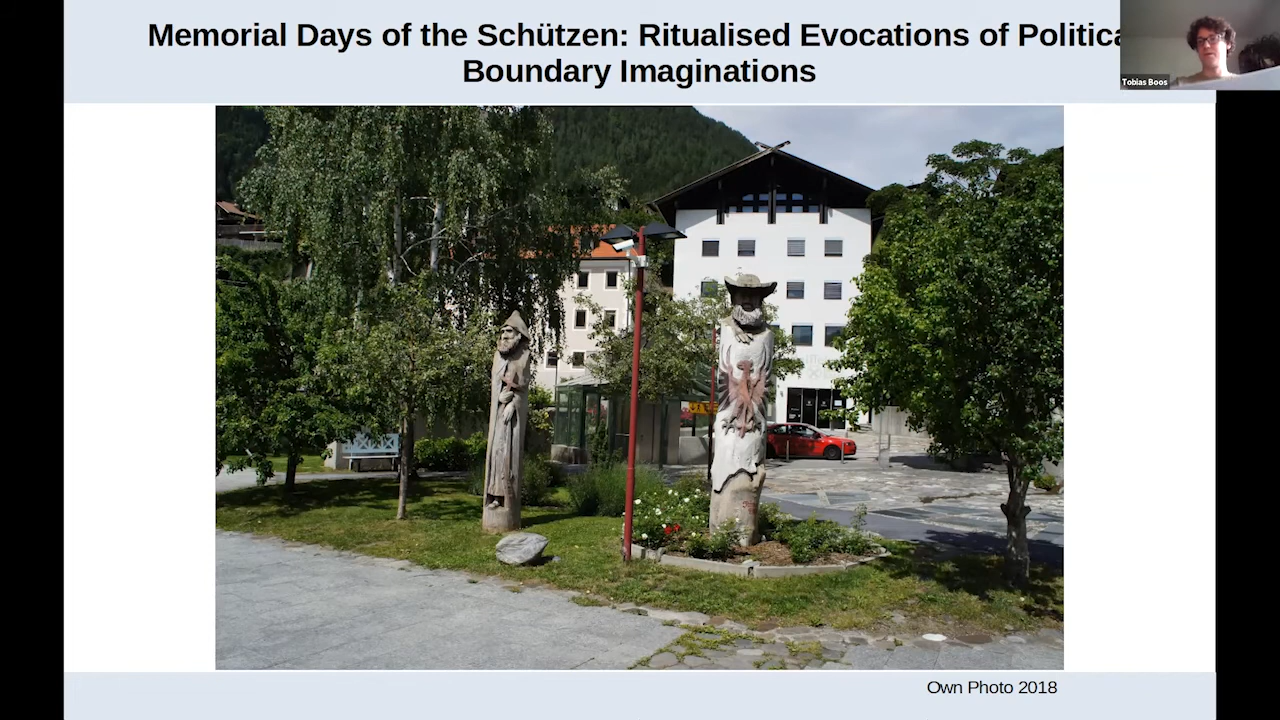 Memorial Days of the Schützen: Ritualised Evocations of Politica
Boundary Imaginations
Tobias Boos
Own Photo 2018